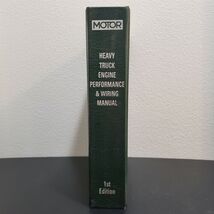 MOTOR
HEAVY
TRUCK
ENGINE
PERFORMANCE
& WIRING
MANUAL
1st
Edition